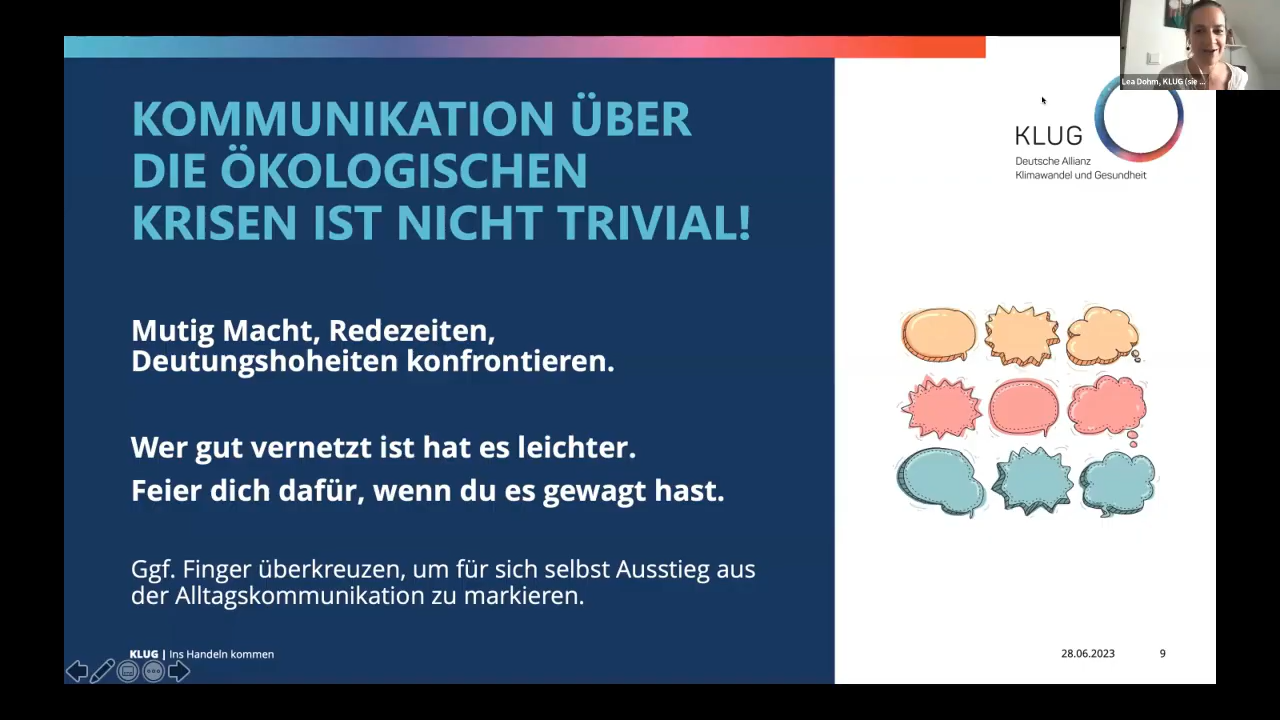 Lea Dohm, KLUG (sie ...
KOMMUNIKATION ÜBER
DIE ÖKOLOGISCHEN
KRISEN IST NICHT TRIVIAL!
KLUG
Deutsche Allianz
Klimawandel und Gesundheit
Mutig Macht, Redezeiten,
Deutungshoheiten konfrontieren.
Wer gut vernetzt ist hat es leichter.
Feier dich dafür, wenn du es gewagt hast.
Ggf. Finger überkreuzen, um für sich selbst Ausstieg aus
der Alltagskommunikation zu markieren.
KLUG | Ins Handeln kommen
28.06.2023 9